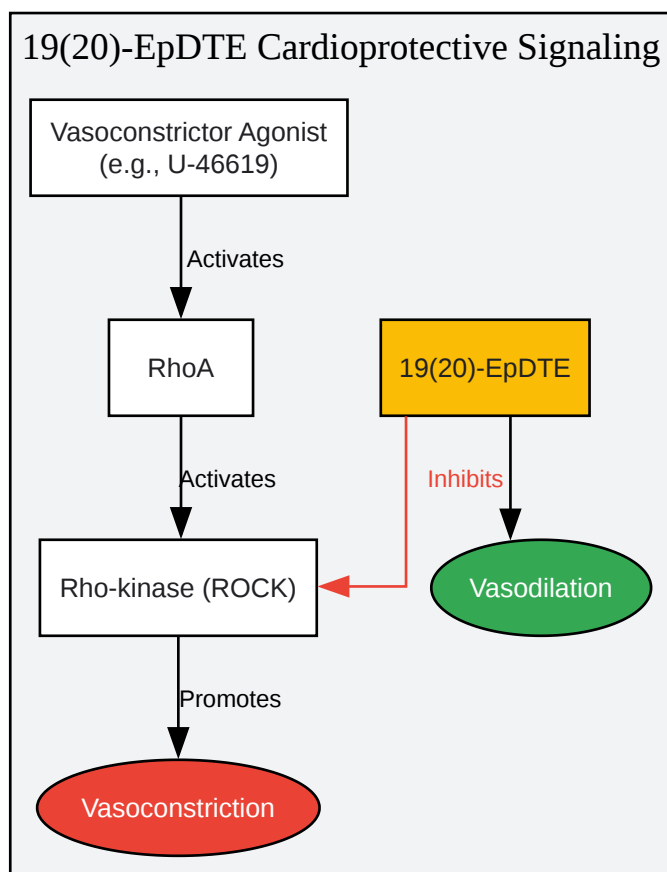 19(20)-EpDTE Cardioprotective Signaling
Vasoconstrictor Agonist
(e.g., U-46619)
Activates
RhoA
19(20)-EpDTE
Activates
Inhibits
Rho-kinase (ROCK)
Vasodilation
Promotes
Vasoconstriction